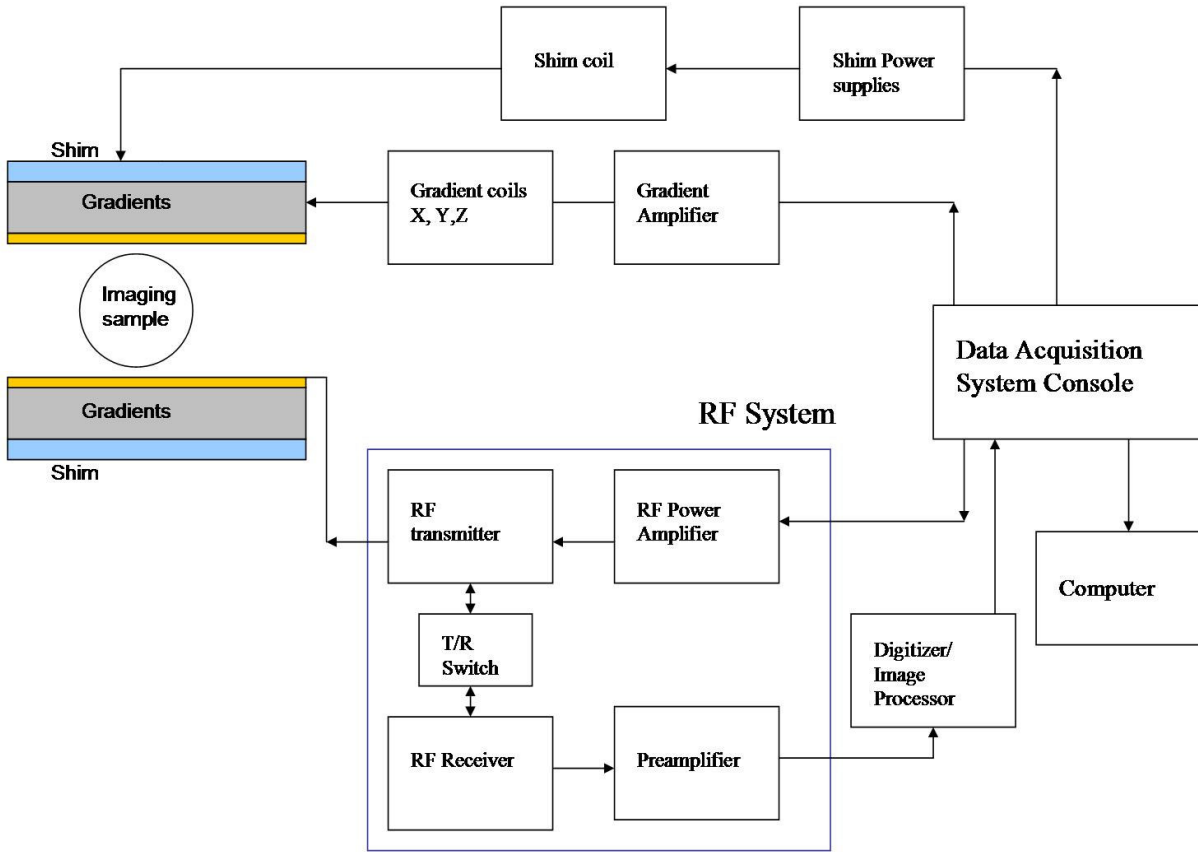 Shim coil
Shim Power
supplies
Shim
Gradients
Gradient coils
X, Y,Z
Gradient
Amplifier
Imaging
sample
Data Acquisition
System Console
Gradients
Shim
RF System
RF
transmitter
RF Power
Amplifier
Computer
T/R
Switch
Digitizer/
Image
Processor
RF Receiver
Preamplifier